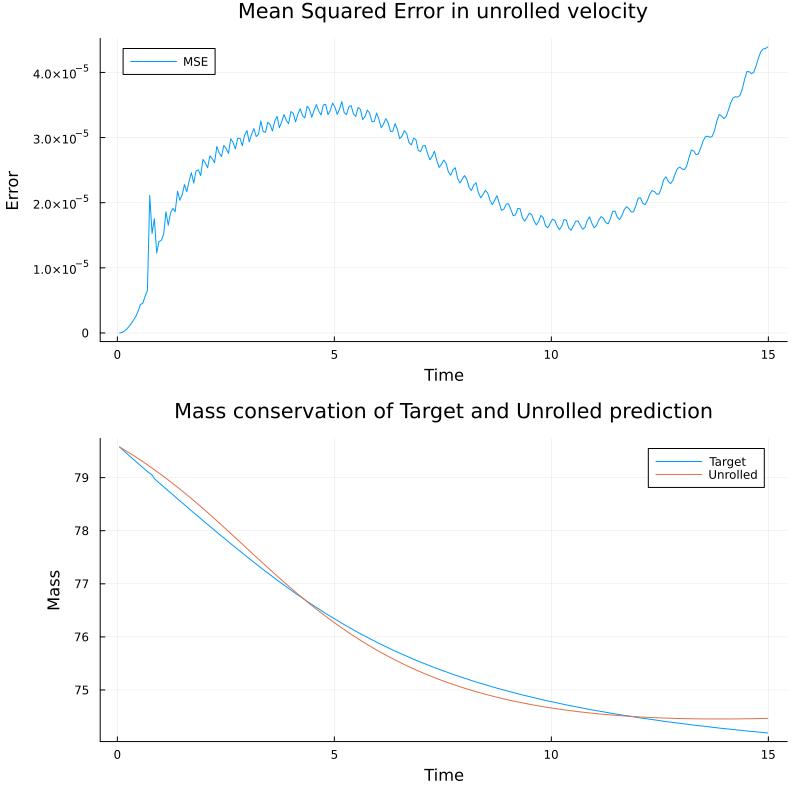 Mean Squared Error in unrolled velocity
MSE
4.0×10⁻⁵
3.0×10⁻⁵
2.0×10⁻⁵
1.0×10⁻⁵
0
Error
0 5 10 15
Time
Mass conservation of Target and Unrolled prediction
Target
Unrolled
79
78
77
76
75
Mass
0 5 10 15
Time